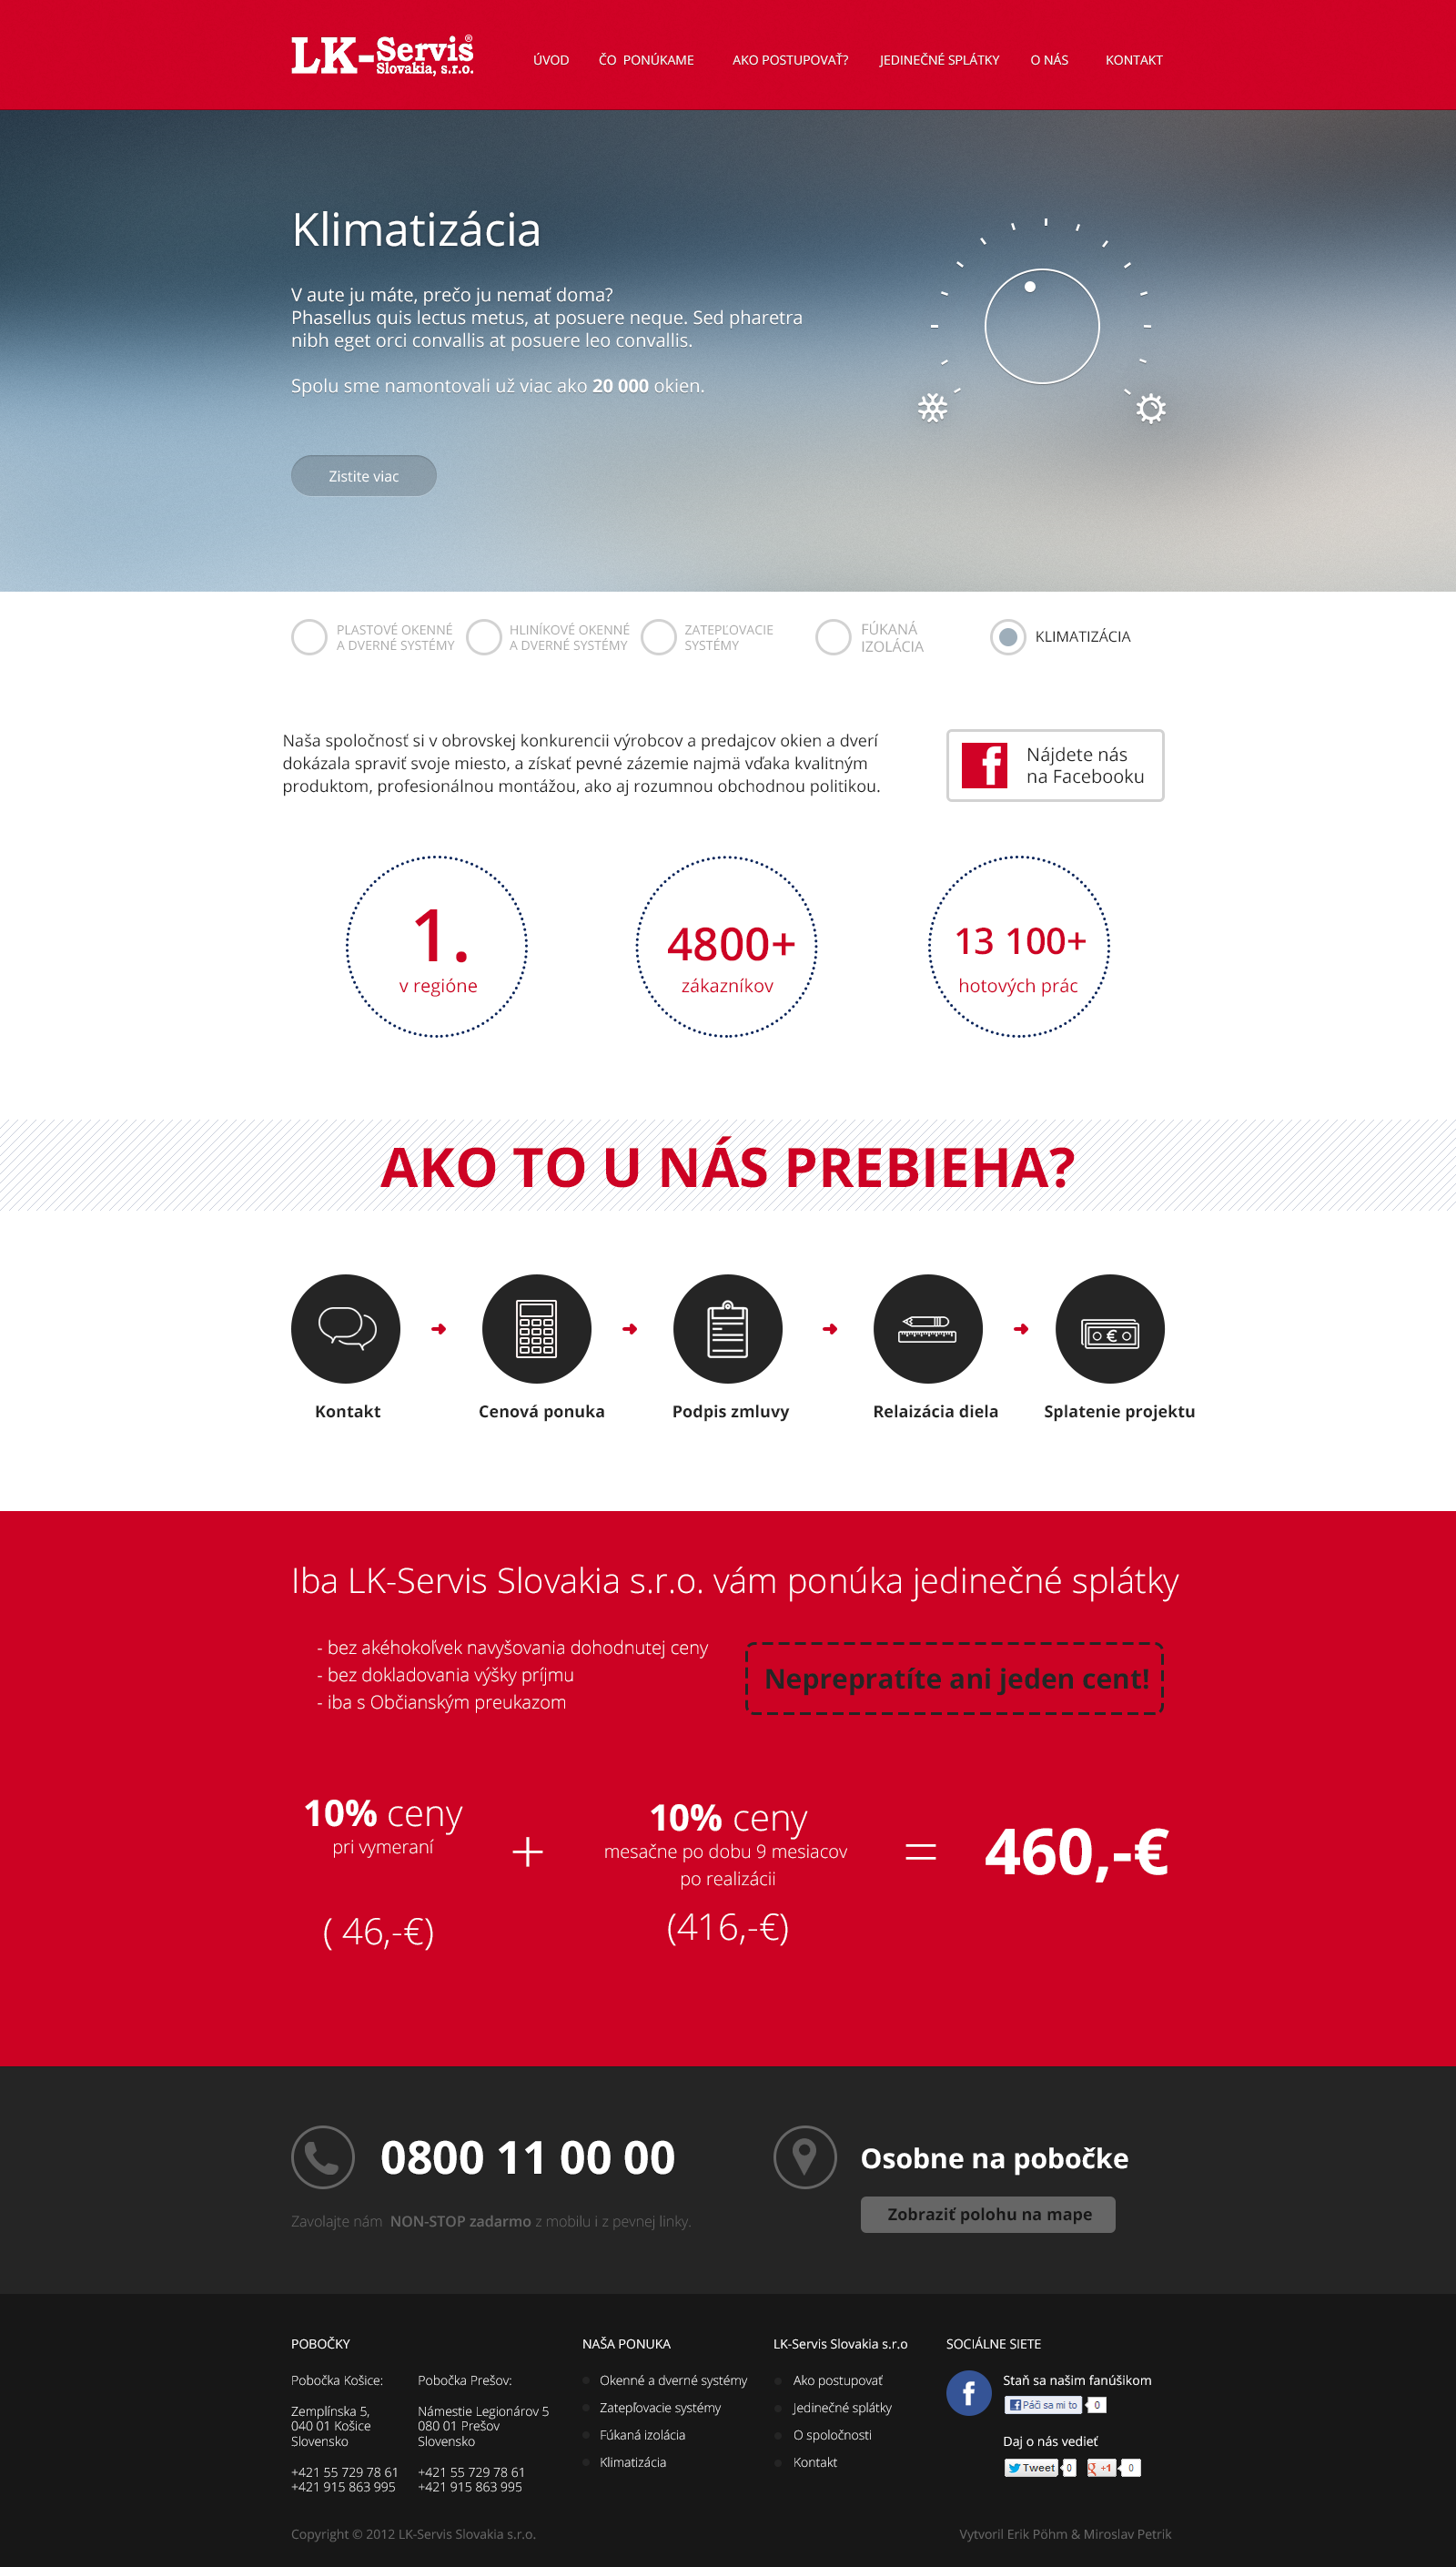 LK-Servis®
Slovakia, s.r.o.
ÚVOD
ČO PONÚKAME
AKO POSTUPOVAŤ?
JEDINEČNÉ SPLÁTKY
O NÁS
KONTAKT
Klimatizácia
V aute ju máte, prečo ju nemať doma?
Phasellus quis lectus metus, at posuere neque. Sed pharetra
nibh eget orci convallis at posuere leo convallis.
Spolu sme namontovali už viac ako 20 000 okien.
Zistite viac
PLASTOVÉ OKENNÉ
A DVERNÉ SYSTÉMY
HLINÍKOVÉ OKENNÉ
A DVERNÉ SYSTÉMY
ZATEPĽOVACIE
SYSTÉMY
FÚKANÁ
IZOLÁCIA
KLIMATIZÁCIA
Naša spoločnosť si v obrovskej konkurencii výrobcov a predajcov okien a dverí
dokázala spraviť svoje miesto, a získať pevné zázemie najmä vďaka kvalitným
produktom, profesionálnou montážou, ako aj rozumnou obchodnou politikou.
f
Nájdete nás
na Facebooku
1.
v regióne
4800+
zákazníkov
13 100+
hotových prác
AKO TO U NÁS PREBIEHA?
€
Kontakt
Cenová ponuka
Podpis zmluvy
Relaizácia diela
Splatenie projektu
Iba LK-Servis Slovakia s.r.o. vám ponúka jedinečné splátky
- bez akéhokoľvek navyšovania dohodnutej ceny
- bez dokladovania výšky príjmu
- iba s Občianským preukazom
Neprepratíte ani jeden cent!
10% ceny
pri vymeraní
( 46,-€)
+
10% ceny
mesačne po dobu 9 mesiacov
po realizácii
(416,-€)
=
460,-€
0800 11 00 00
Zavolajte nám NON-STOP zadarmo z mobilu i z pevnej linky.
Osobne na pobočke
Zobraziť polohu na mape
POBOČKY
Pobočka Košice:
Zemplínska 5,
040 01 Košice
Slovensko
+421 55 729 78 61
+421 915 863 995
Pobočka Prešov:
Námestie Legionárov 5
080 01 Prešov
Slovensko
+421 55 729 78 61
+421 915 863 995
NAŠA PONUKA
Okenné a dverné systémy
Zatepľovacie systémy
Fúkaná izolácia
Klimatizácia
LK-Servis Slovakia s.r.o
Ako postupovať
Jedinečné splátky
O spoločnosti
Kontakt
SOCIÁLNE SIETE
f
Staň sa našim fanúšikom
f Páči sa mi to 0
Daj o nás vedieť
Tweet 0 g +1 0
Copyright © 2012 LK-Servis Slovakia s.r.o.
Vytvoril Erik Pöhm & Miroslav Petrik